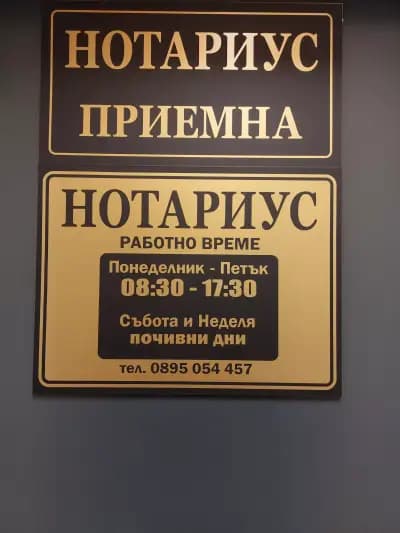 НОТАРИУС
ПРИЕМНА
НОТАРИУС
РАБОТНО ВРЕМЕ
Понеделник - Петък
08:30 - 17:30
Събота и Неделя
почивни дни
тел. 0895 054 457